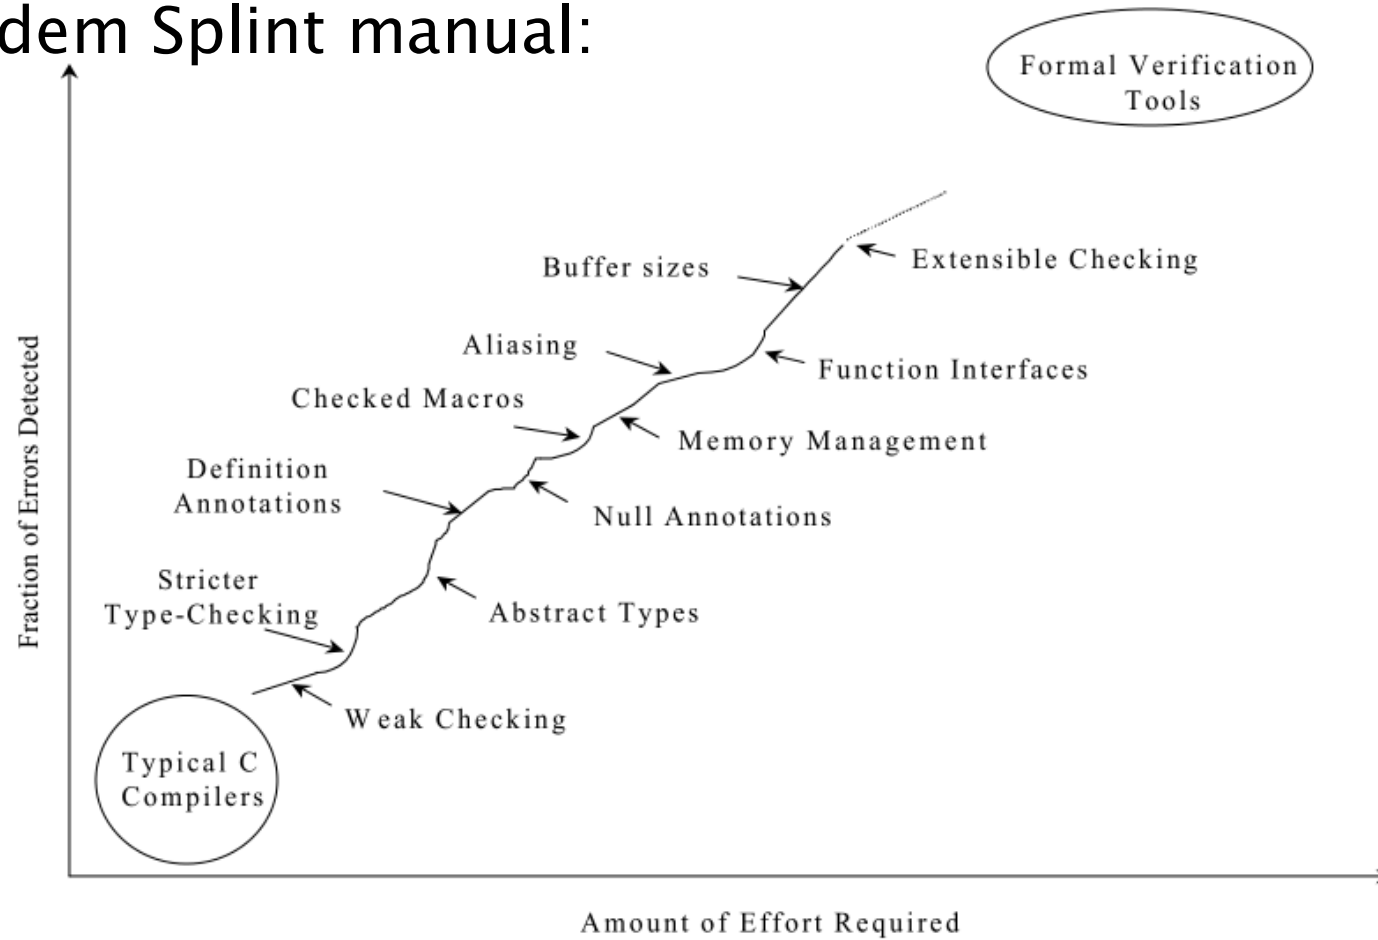 dem Splint manual:
Formal Verification
Tools
Extensible Checking
Buffer sizes
Aliasing
Function Interfaces
Checked Macros
Memory Management
Definition
Annotations
Null Annotations
Stricter
Type-Checking
Abstract Types
Weak Checking
Typical C
Compilers
Fraction of Errors Detected
Amount of Effort Required